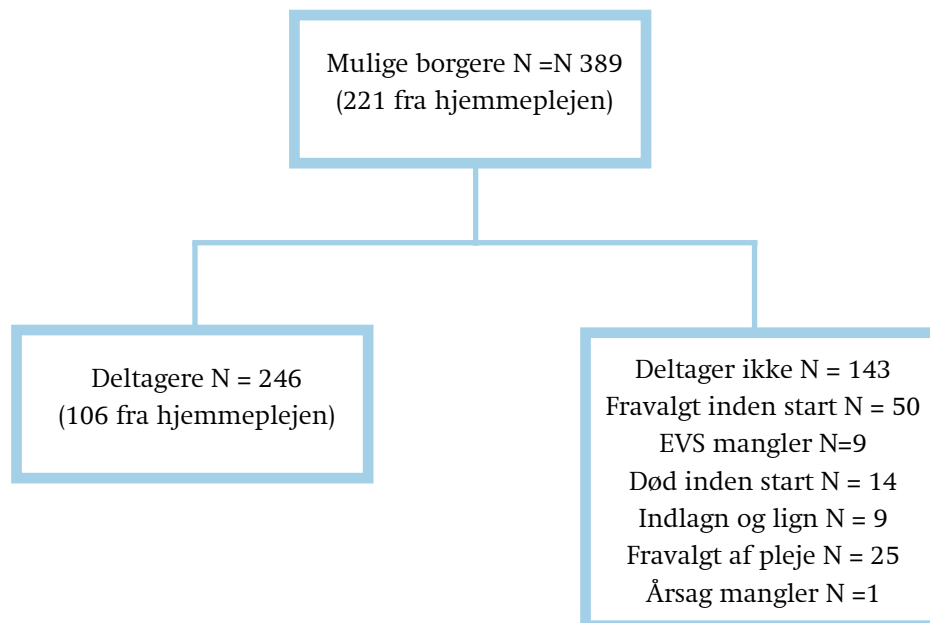 Mulige borgere N =N 389
(221 fra hjemmeplejen)
Deltagere N = 246
(106 fra hjemmeplejen)
Deltager ikke N = 143
Fravalgt inden start N = 50
EVS mangler N=9
Død inden start N = 14
Indlagn og lign N = 9
Fravalgt af pleje N = 25
Årsag mangler N =1